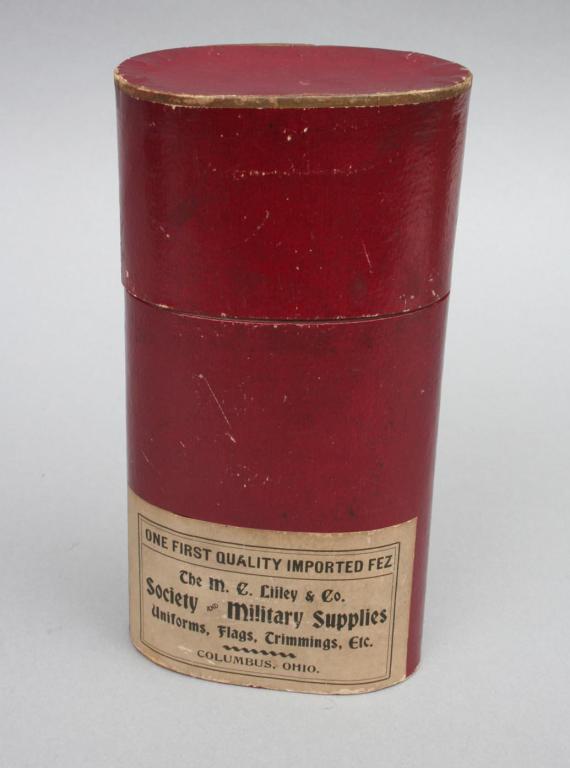 ONE FIRST QUALITY IMPORTED FEZ
The M. C. Lilley & Co.
Society AND Military Supplies
Uniforms, Flags, Trimmings, Etc.
COLUMBUS, OHIO.